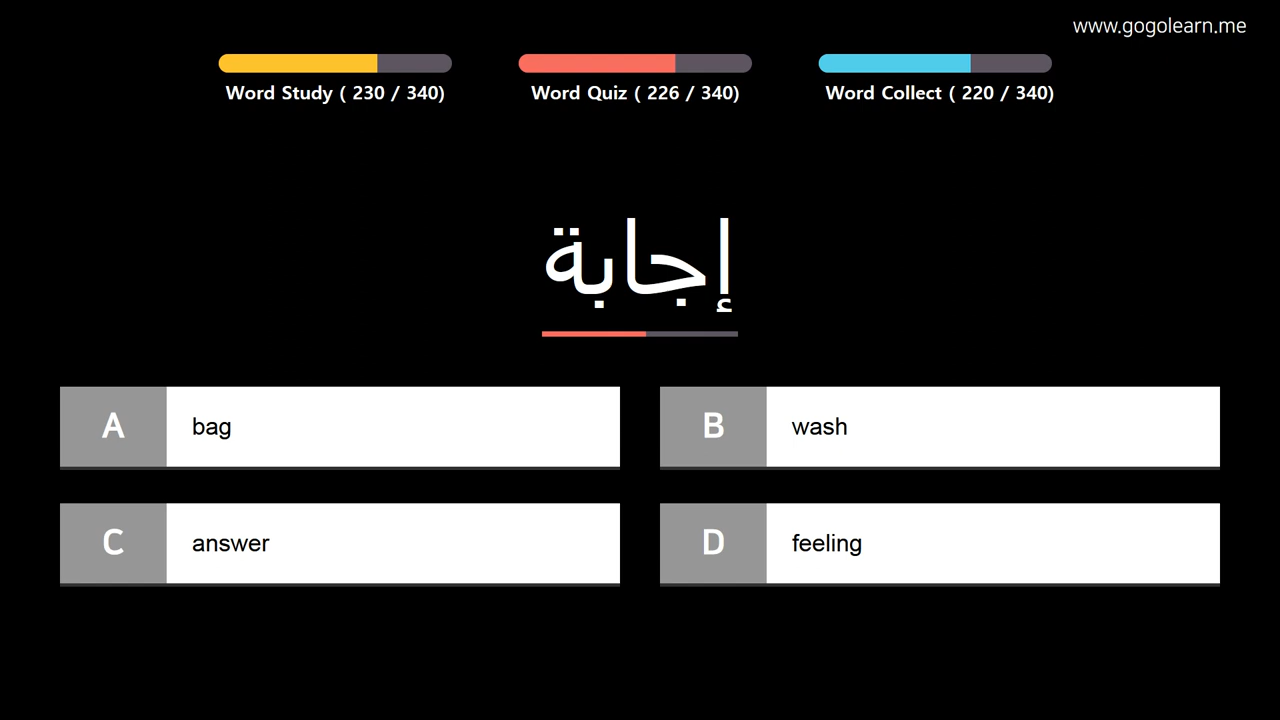 www.gogolearn.me
Word Study ( 230 / 340)
Word Quiz ( 226 / 340)
Word Collect ( 220 / 340)
إجابة
A bag
B wash
C answer
D feeling